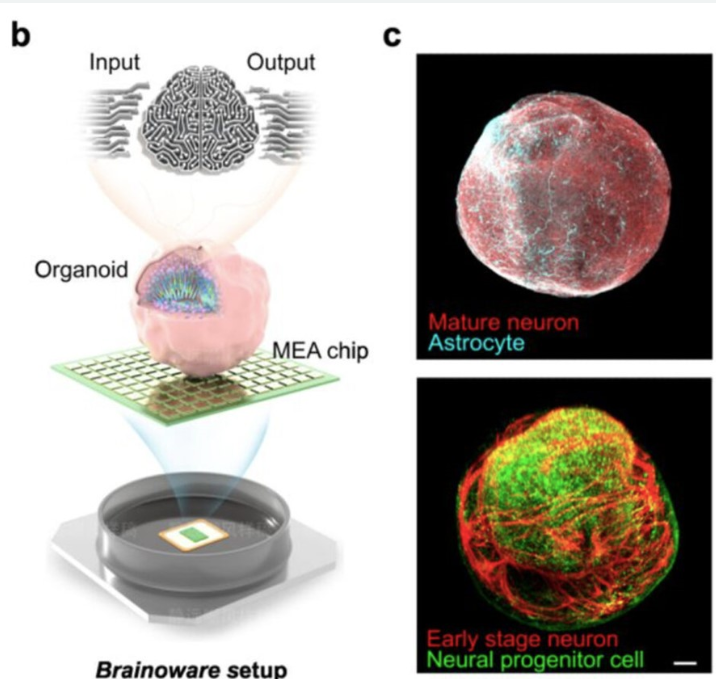 b
Input
Output
Organoid
MEA chip
Brainoware setup
c
Mature neuron
Astrocyte
Early stage neuron
Neural progenitor cell